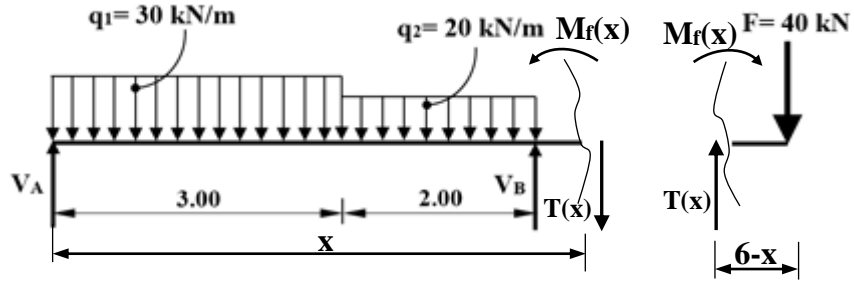 q₁= 30 kN/m
q₂= 20 kN/m
Mf(x)
Mf(x)
F= 40 kN
VA
3.00
2.00
VB
T(x)
T(x)
x
6-x